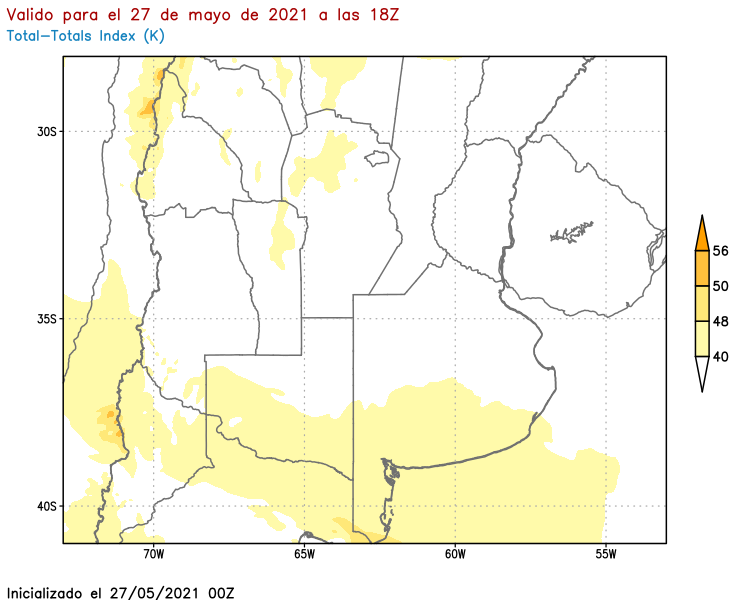 Valido para el 27 de mayo de 2021 a las 18Z
Total-Totals Index (K)
30S
35S
40S
70W
65W
60W
55W
56
50
48
40
Inicializado el 27/05/2021 00Z